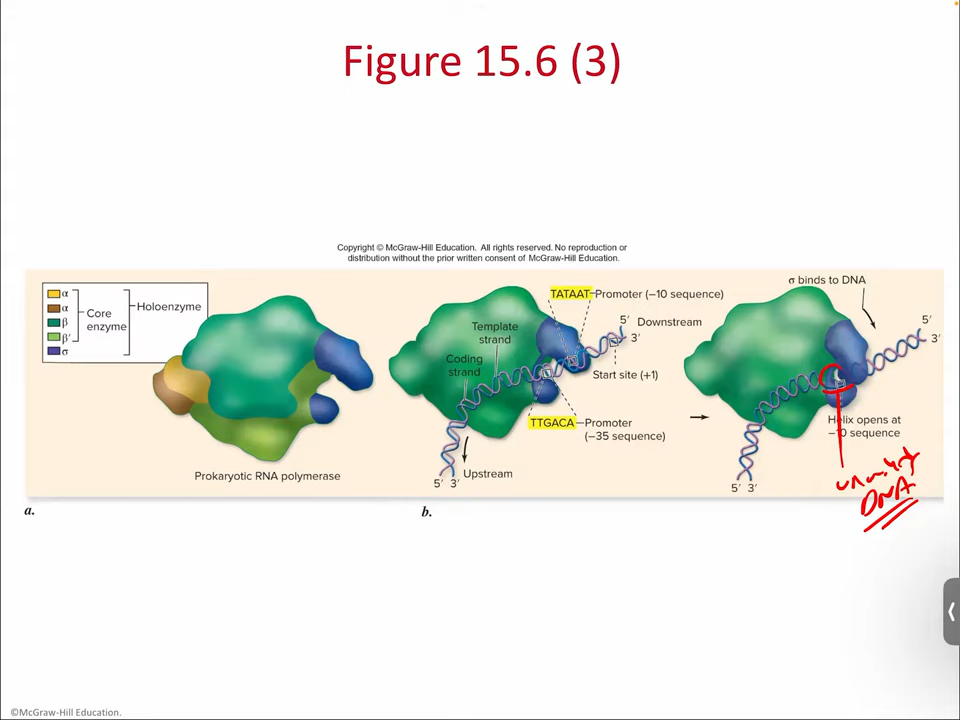 Figure 15.6 (3)
Copyright © McGraw-Hill Education. All rights reserved. No reproduction or
distribution without the prior written consent of McGraw-Hill Education.
α
α
β
β′
σ
Core
enzyme
Holoenzyme
Prokaryotic RNA polymerase
a.
TATAAT
Promoter (−10 sequence)
Template
strand
Coding
strand
5′
3′
Downstream
Start site (+1)
TTGACA
Promoter
(−35 sequence)
Upstream
5′ 3′
b.
σ binds to DNA
5′
3′
Helix opens at
−10 sequence
5′ 3′
DNA
©McGraw-Hill Education.